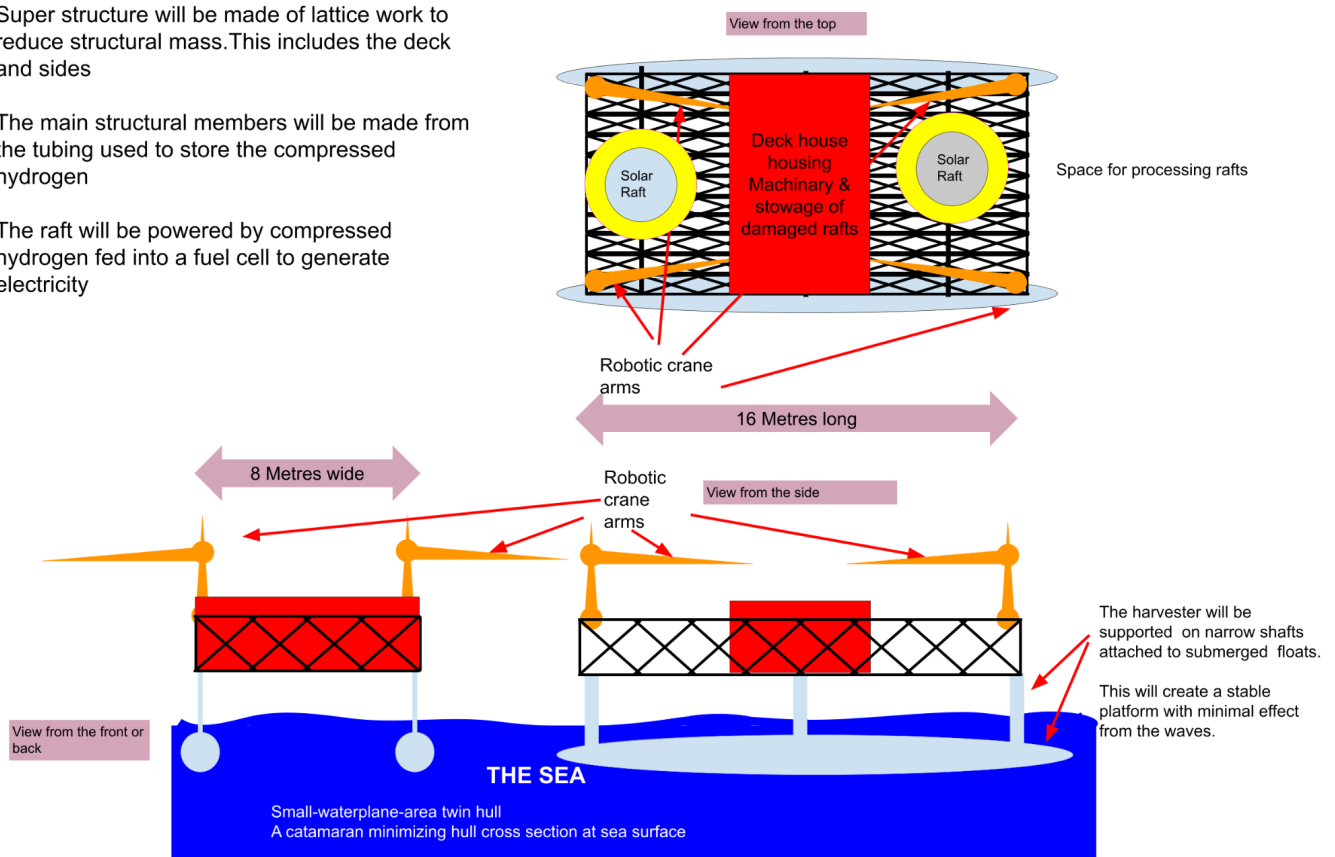 Super structure will be made of lattice work to
reduce structural mass.This includes the deck
and sides
The main structural members will be made from
the tubing used to store the compressed
hydrogen
The raft will be powered by compressed
hydrogen fed into a fuel cell to generate
electricity
View from the top
Solar
Raft
Deck house
housing
Machinary &
stowage of
damaged rafts
Solar
Raft
Space for processing rafts
Robotic crane
arms
16 Metres long
8 Metres wide
Robotic
crane
arms
View from the side
The harvester will be
supported on narrow shafts
attached to submerged floats.
This will create a stable
platform with minimal effect
from the waves.
View from the front or
back
THE SEA
Small-waterplane-area twin hull
A catamaran minimizing hull cross section at sea surface